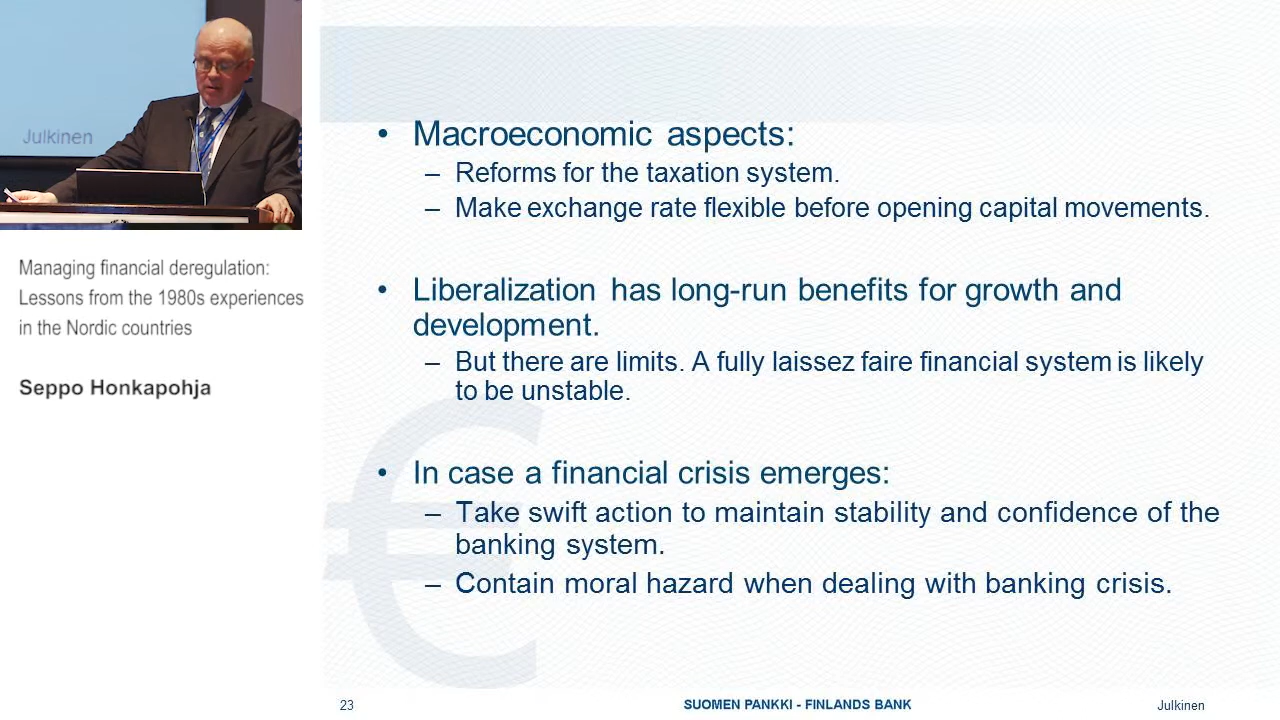 Julkinen
Managing financial deregulation:
Lessons from the 1980s experiences
in the Nordic countries
Seppo Honkapohja
• Macroeconomic aspects:
– Reforms for the taxation system.
– Make exchange rate flexible before opening capital movements.
• Liberalization has long-run benefits for growth and
development.
– But there are limits. A fully laissez faire financial system is likely
to be unstable.
• In case a financial crisis emerges:
– Take swift action to maintain stability and confidence of the
banking system.
– Contain moral hazard when dealing with banking crisis.
23
SUOMEN PANKKI - FINLANDS BANK
Julkinen